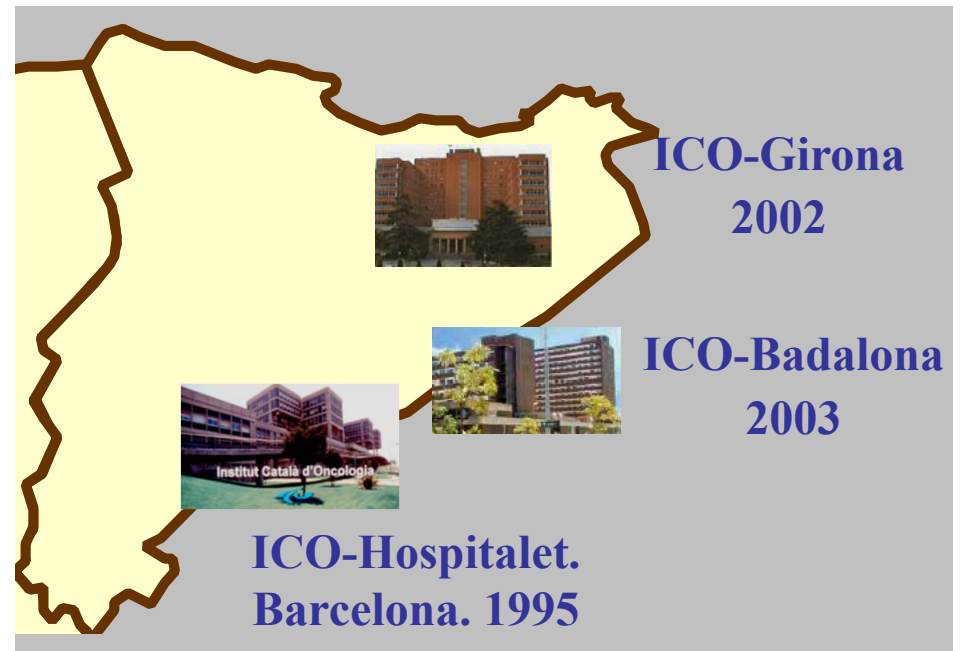 ICO-Girona
2002
ICO-Badalona
2003
Institut Català d'Oncologia
ICO-Hospitalet.
Barcelona. 1995